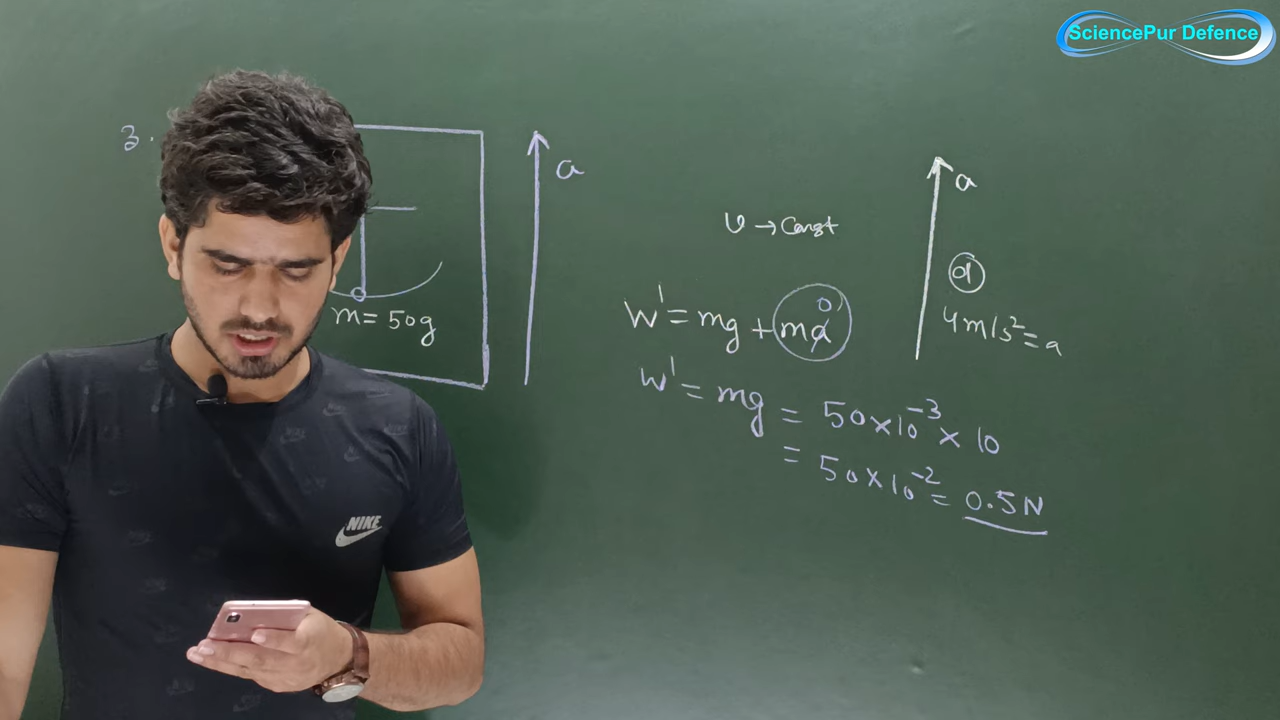 SciencePur Defence
3.
a
m = 50g
υ → Const
W' = mg + ma 0
W' = mg = 50×10⁻³ × 10
= 50×10⁻² = 0.5N
a
a
4m/s² = a
NIKE